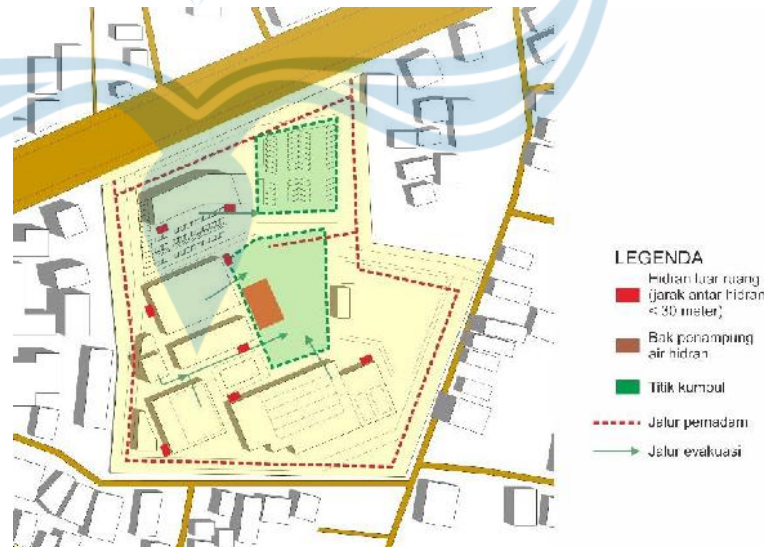 LEGENDA
Hidran luar ruang
(jarak antar hidran
< 30 meter)
Bak penampung
air hidran
Titik kumpul
Jalur pemadam
Jalur evakuasi